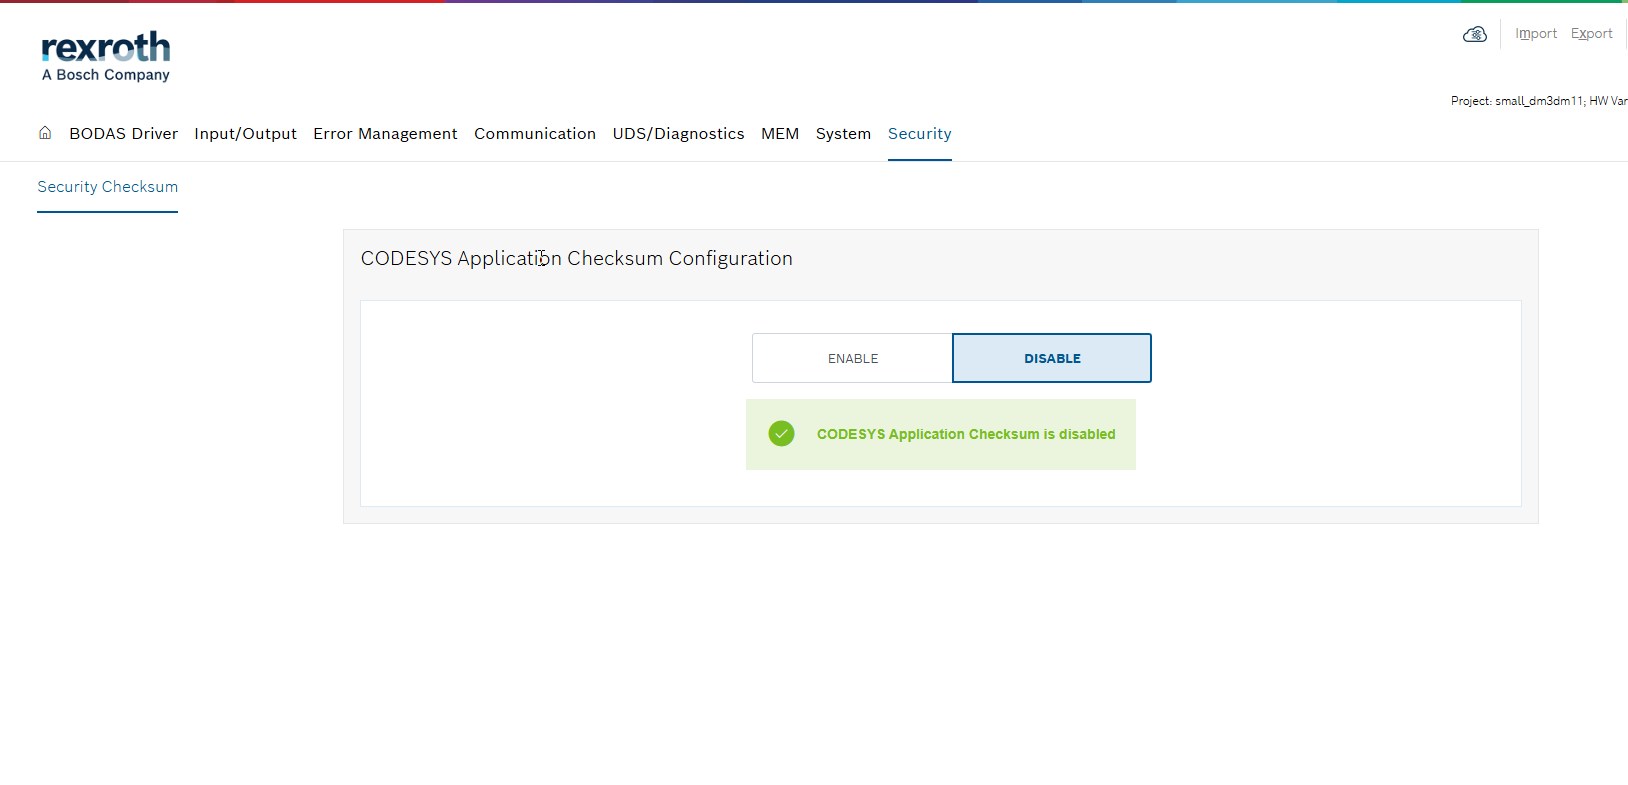 rexroth
A Bosch Company
Import Export
Project: small_dm3dm11; HW Var
BODAS Driver Input/Output Error Management Communication UDS/Diagnostics MEM System Security
Security Checksum
CODESYS Application Checksum Configuration
ENABLE DISABLE
CODESYS Application Checksum is disabled